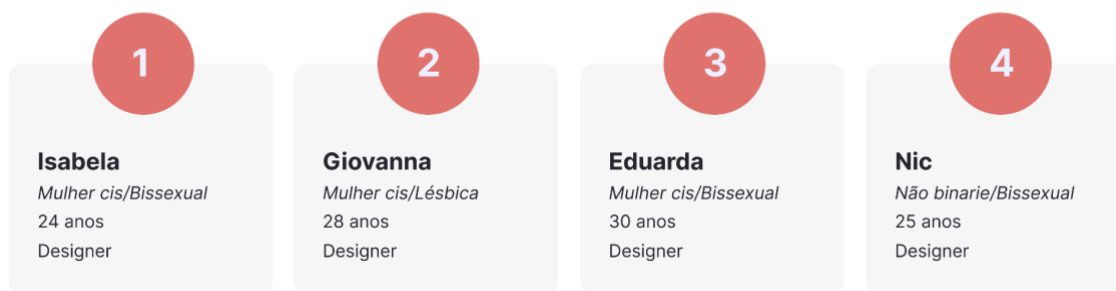 1
Isabela
Mulher cis/Bissexual
24 anos
Designer
2
Giovanna
Mulher cis/Lésbica
28 anos
Designer
3
Eduarda
Mulher cis/Bissexual
30 anos
Designer
4
Nic
Não binarie/Bissexual
25 anos
Designer